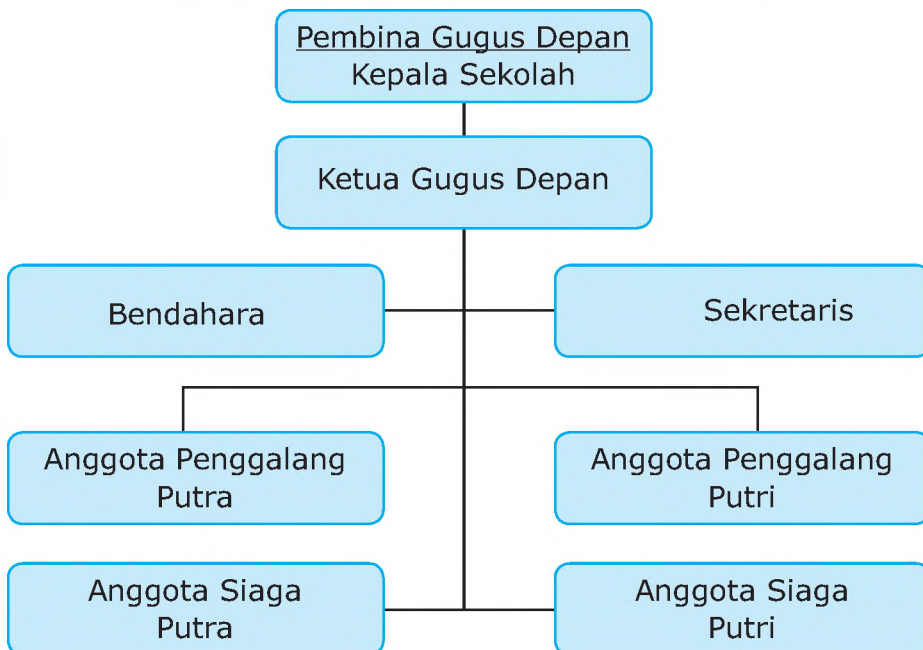 Pembina Gugus Depan
Kepala Sekolah
Ketua Gugus Depan
Bendahara
Sekretaris
Anggota Penggalang
Putra
Anggota Penggalang
Putri
Anggota Siaga
Putra
Anggota Siaga
Putri